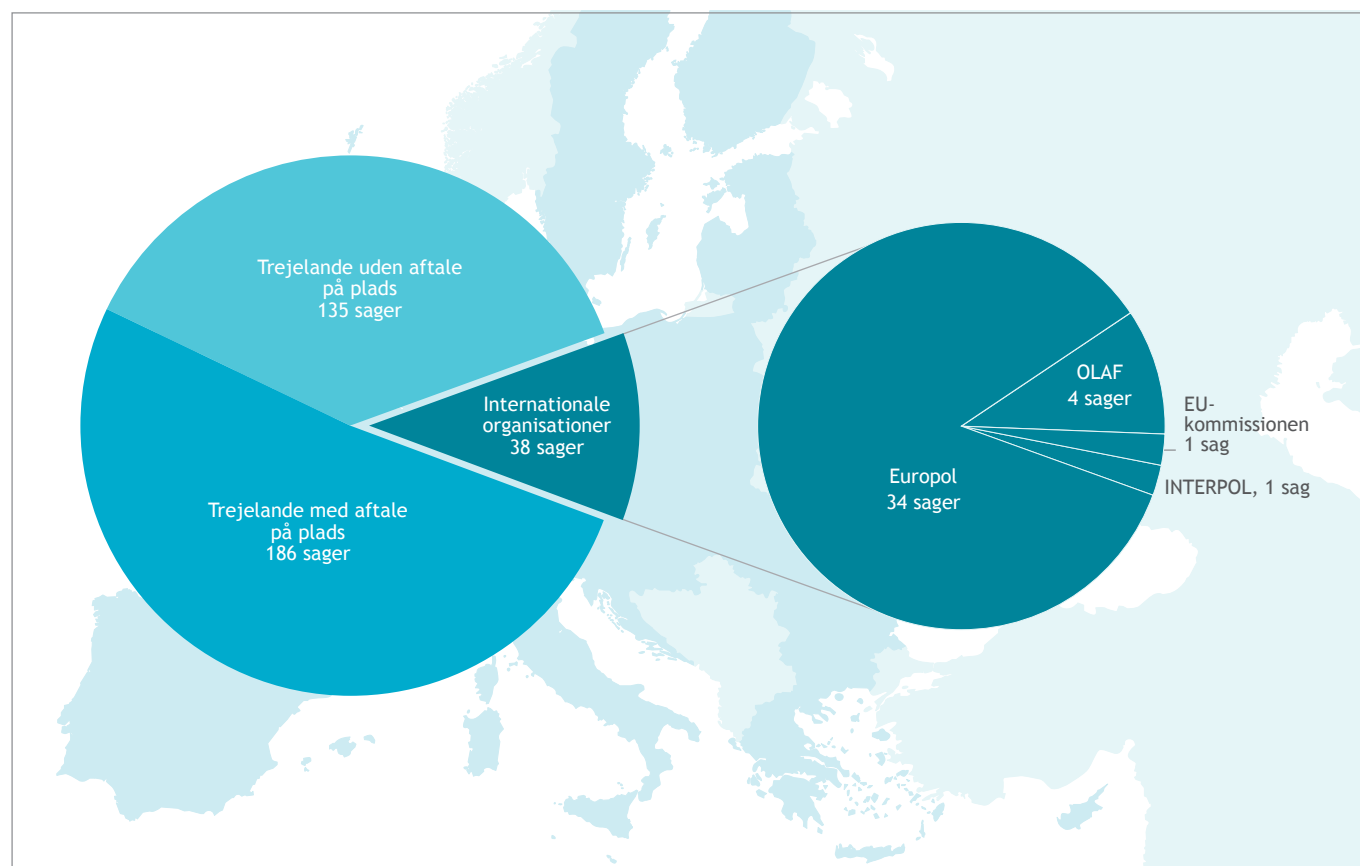 Trejelande uden aftale
på plads
135 sager
Internationale
organisationer
38 sager
Trejelande med aftale
på plads
186 sager
OLAF
4 sager
EU-
kommissionen
1 sag
INTERPOL, 1 sag
Europol
34 sager